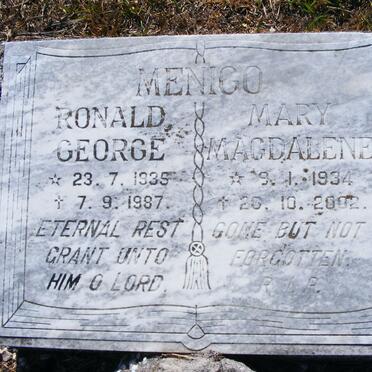 MENIGO
RONALD
GEORGE
☆ 23. 7. 1935
✝ 7. 9. 1987.
ETERNAL REST
GRANT UNTO
HIM O LORD.
MARY
MAGDALENE
☆ 9. 1. 1934
✝ 20. 10. 2002.
GONE BUT NOT
FORGOTTEN.
R.I.P.